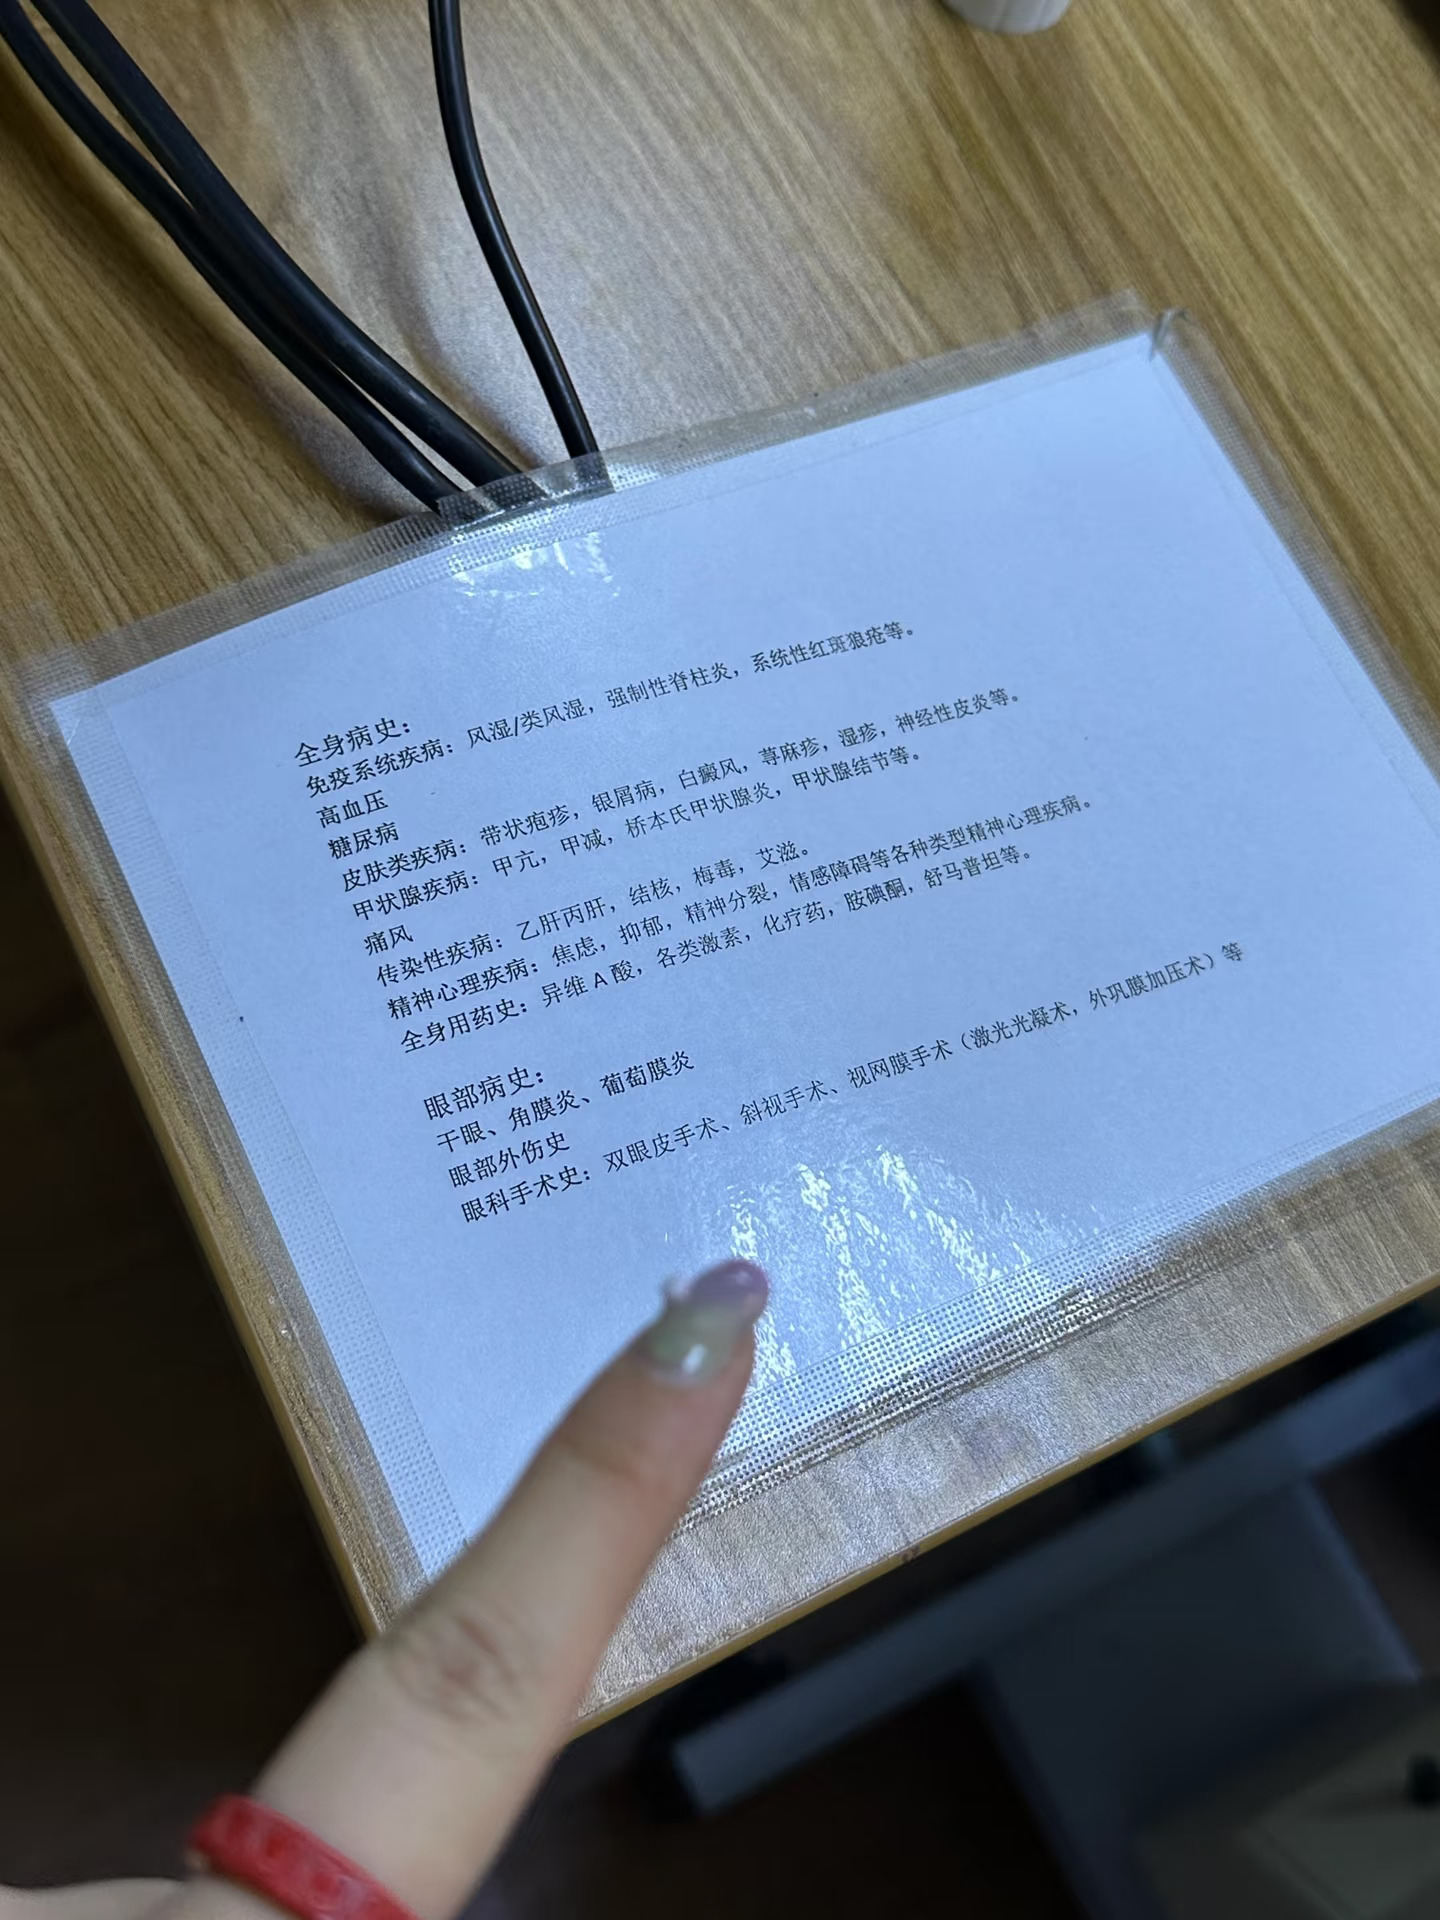 全身病史：
免疫系统疾病：风湿/类风湿，强制性脊柱炎，系统性红斑狼疮等。
高血压
糖尿病
皮肤类疾病：带状疱疹，银屑病，白癜风，荨麻疹，湿疹，神经性皮炎等。
甲状腺疾病：甲亢，甲减，桥本氏甲状腺炎，甲状腺结节等。
痛风
传染性疾病：乙肝丙肝，结核，梅毒，艾滋。
精神心理疾病：焦虑，抑郁，精神分裂，情感障碍等各种类型精神心理疾病。
全身用药史：异维 A 酸，各类激素，化疗药，胺碘酮，舒马普坦等。
眼部病史：
干眼、角膜炎、葡萄膜炎
眼部外伤史
眼科手术史：双眼皮手术、斜视手术、视网膜手术（激光光凝术，外巩膜加压术）等